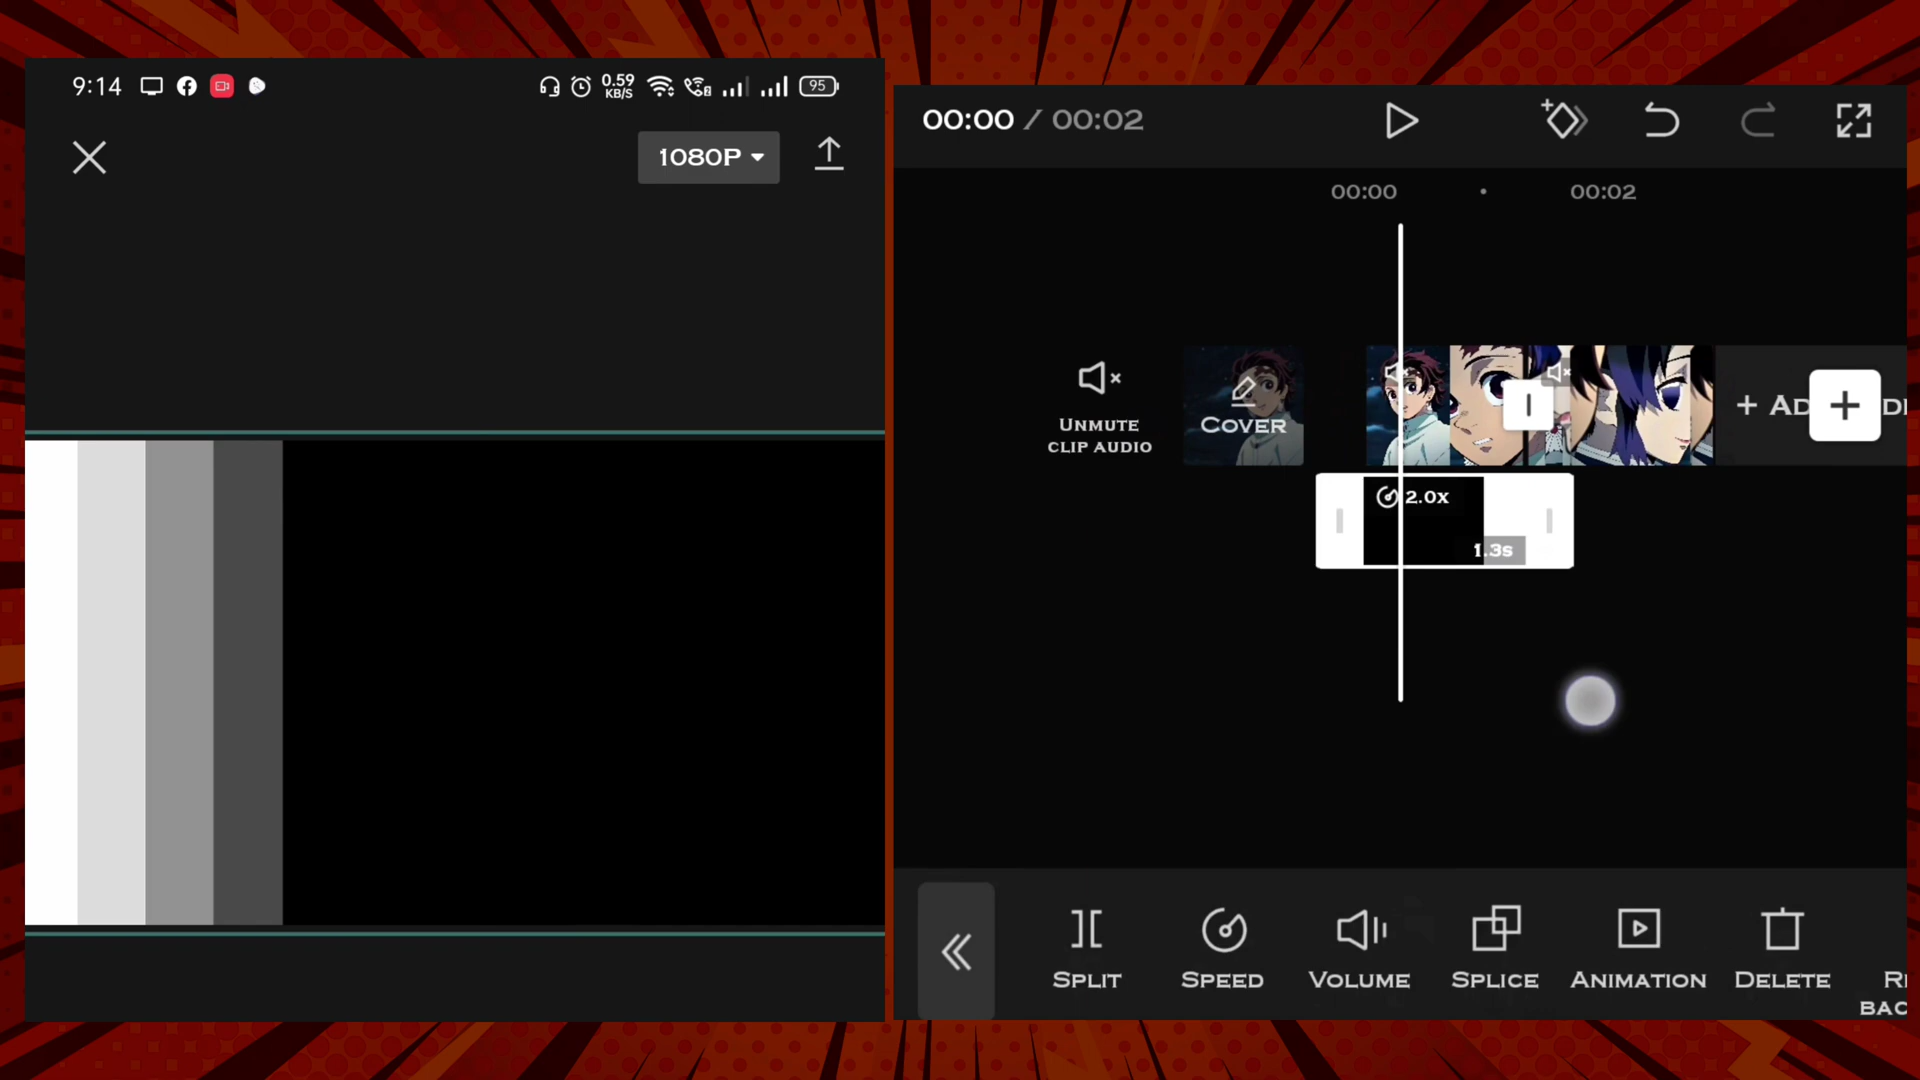 9:14
0.59
KB/S
95
1080P
00:00 / 00:02
00:00
00:02
UNMUTE
CLIP AUDIO
COVER
+ AD
2.0x
1.3s
SPLIT
SPEED
VOLUME
SPLICE
ANIMATION
DELETE